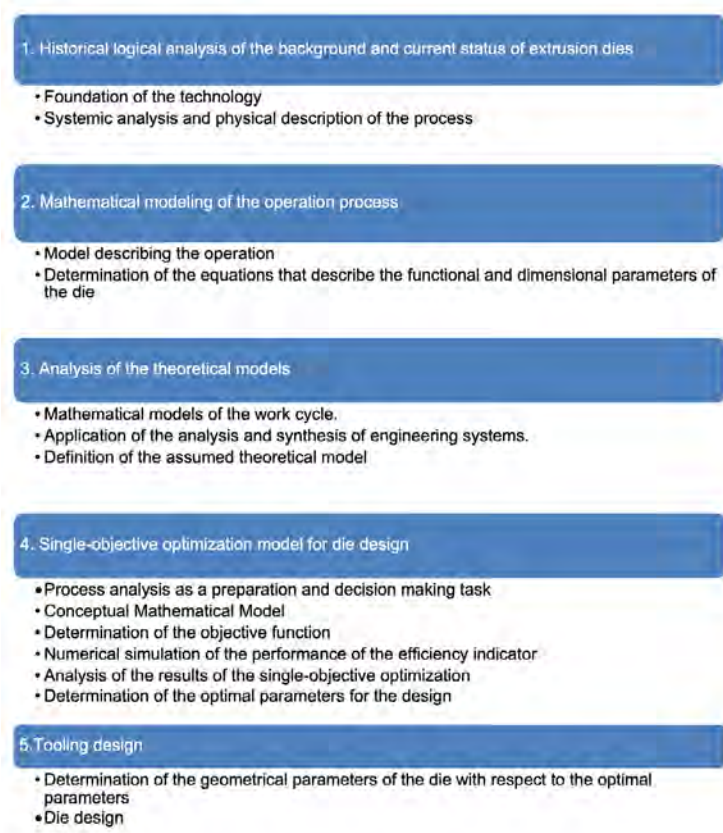 1. Historical logical analysis of the background and current status of extrusion dies
• Foundation of the technology
• Systemic analysis and physical description of the process
2. Mathematical modeling of the operation process
• Model describing the operation
• Determination of the equations that describe the functional and dimensional parameters of
the die
3. Analysis of the theoretical models
• Mathematical models of the work cycle.
• Application of the analysis and synthesis of engineering systems.
• Definition of the assumed theoretical model
4. Single-objective optimization model for die design
• Process analysis as a preparation and decision making task
• Conceptual Mathematical Model
• Determination of the objective function
• Numerical simulation of the performance of the efficiency indicator
• Analysis of the results of the single-objective optimization
• Determination of the optimal parameters for the design
5.Tooling design
• Determination of the geometrical parameters of the die with respect to the optimal
parameters
• Die design